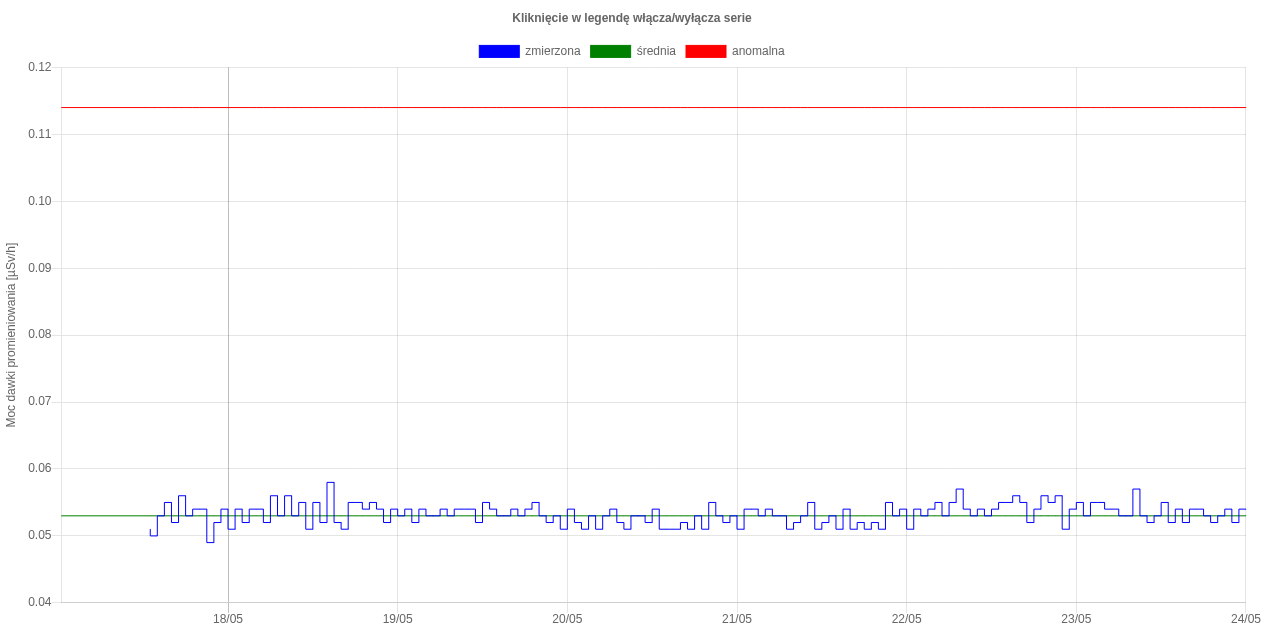 Kliknięcie w legendę włącza/wyłącza serie
zmierzona średnia anomalna
Moc dawki promieniowania [µSv/h]
0.12
0.11
0.10
0.09
0.08
0.07
0.06
0.05
0.04
18/05 19/05 20/05 21/05 22/05 23/05 24/05